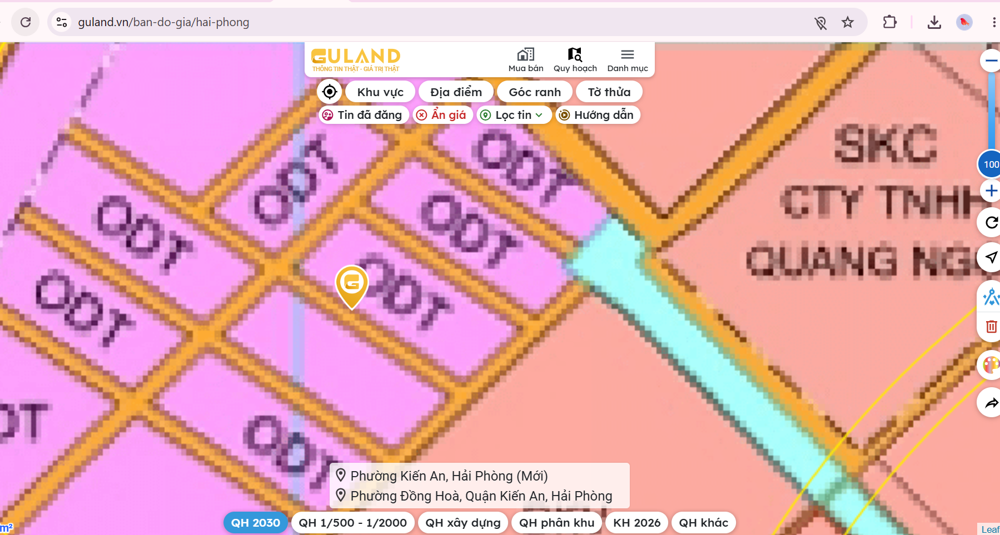 guland.vn/ban-do-gia/hai-phong
GULAND
THÔNG TIN THẬT - GIÁ TRỊ THẬT
Mua bán
Quy hoạch
Danh mục
Khu vực
Địa điểm
Góc ranh
Tờ thửa
Tin đã đăng
Ẩn giá
Lọc tin
Hướng dẫn
SKC
CTY TNHH
QUANG
100
ODT
ODT
ODT
ODT
ODT
ODT
ODT
ODT
Phường Kiến An, Hải Phòng (Mới)
Phường Đồng Hoà, Quận Kiến An, Hải Phòng
m²
QH 2030
QH 1/500 - 1/2000
QH xây dựng
QH phân khu
KH 2026
QH khác
Leaf